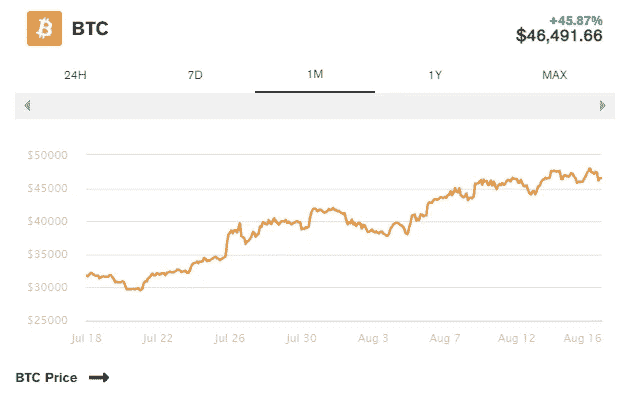 BTC
+45.87%
$46,491.66
24H 7D 1M 1Y MAX
$50000
$45000
$40000
$35000
$30000
$25000
Jul 18 Jul 22 Jul 26 Jul 30 Aug 3 Aug 7 Aug 12 Aug 16
BTC Price